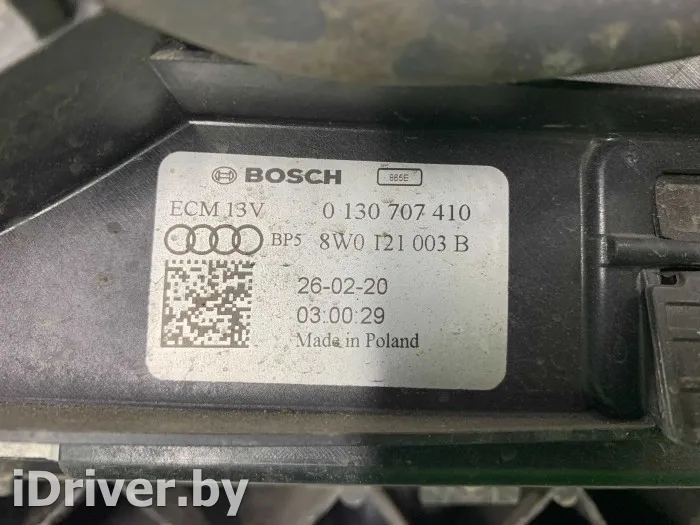 BOSCH 865E
ECM 13V 0 130 707 410
BP5 8W0 121 003 B
26-02-20
03:00:29
Made in Poland
iDriver.by